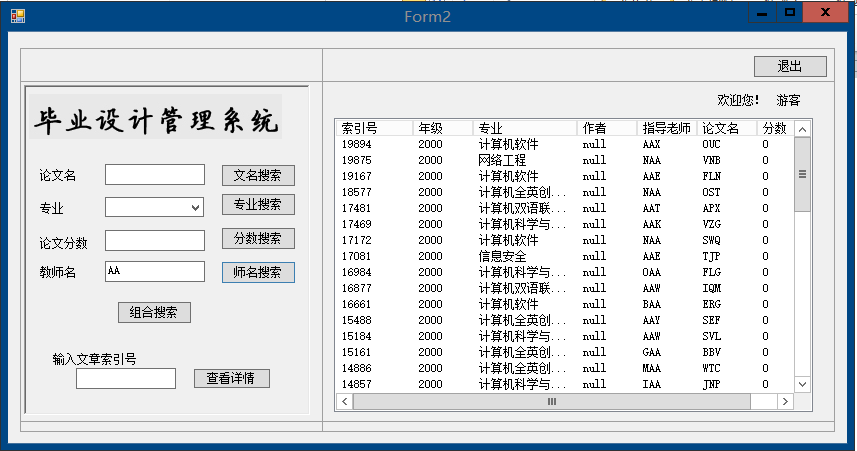 Form2
退出
毕业设计管理系统
欢迎您! 游客
论文名 文名搜索
专业 专业搜索
论文分数 分数搜索
教师名 AA 师名搜索
组合搜索
输入文章索引号
查看详情
索引号 年级 专业 作者 指导老师 论文名 分数
19894 2000 计算机软件 null AAX OUC 0
19875 2000 网络工程 null NAA VNB 0
19167 2000 计算机软件 null AAE FLN 0
18577 2000 计算机全英创... null NAA OST 0
17481 2000 计算机双语联... null AAT APX 0
17469 2000 计算机科学与... null AAK VZG 0
17172 2000 计算机软件 null NAA SWQ 0
17081 2000 信息安全 null AAE TJP 0
16984 2000 计算机科学与... null OAA FLG 0
16877 2000 计算机双语联... null AAW IQM 0
16661 2000 计算机软件 null BAA ERG 0
15488 2000 计算机全英创... null AAY SEF 0
15184 2000 计算机科学与... null AAW SVL 0
15161 2000 计算机全英创... null GAA BBV 0
14886 2000 计算机全英创... null MAA WTC 0
14857 2000 计算机科学与... null IAA JNP 0